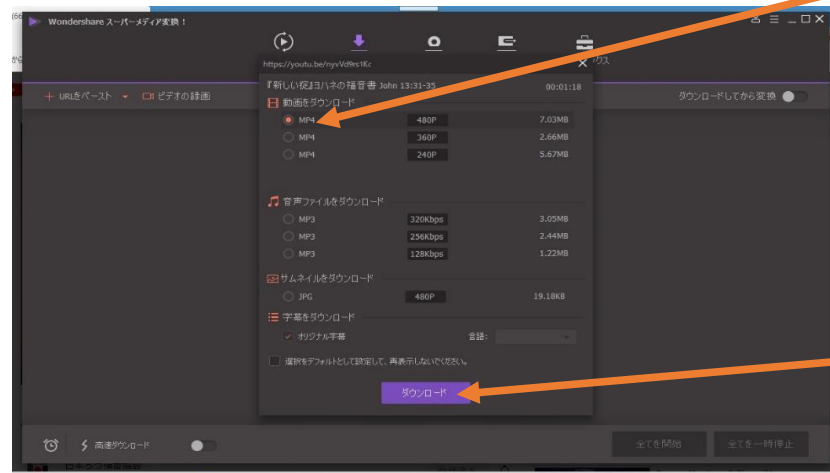 Wondershare スーパーメディア変換！
https://youtu.be/nyvVd9rs1Kc
+ URLをペースト ビデオの録画
ダウンロードしてから変換
『新しい掟』ヨハネの福音書 John 13:31-35 00:01:18
動画をダウンロード
MP4 480P 7.03MB
MP4 360P 2.66MB
MP4 240P 5.67MB
音声ファイルをダウンロード
MP3 320Kbps 3.05MB
MP3 256Kbps 2.44MB
MP3 128Kbps 1.22MB
サムネイルをダウンロード
JPG 480P 19.18KB
字幕をダウンロード
オリジナル字幕 言語:
選択をデフォルトとして設定して、再表示しないでください。
ダウンロード
高速ダウンロード
全てを開始 全てを一時停止